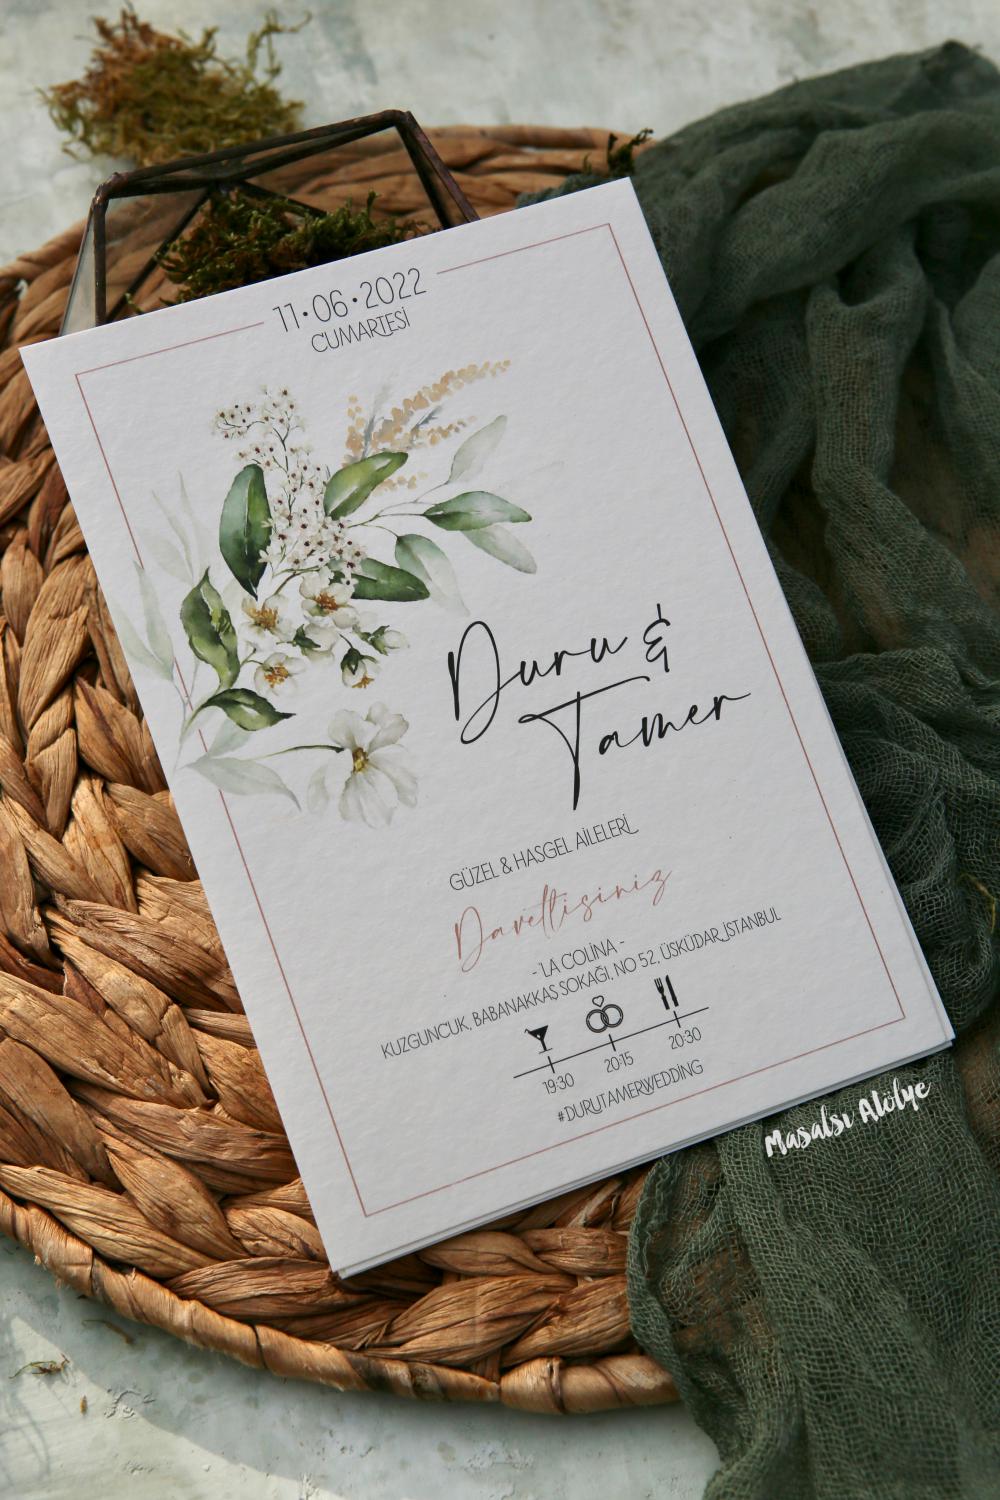 11•06•2022
CUMARTESİ
Duru &
Tamer
GÜZEL & HASGEL AİLELERİ
Davetlisiniz
- LA COLINA -
KUZGUNCUK, BABANAKKAŞ SOKAĞI, NO 52, ÜSKÜDAR, İSTANBUL
19:30 20:15 20:30
#DURUTAMERWEDDING
Masalsı Atölye